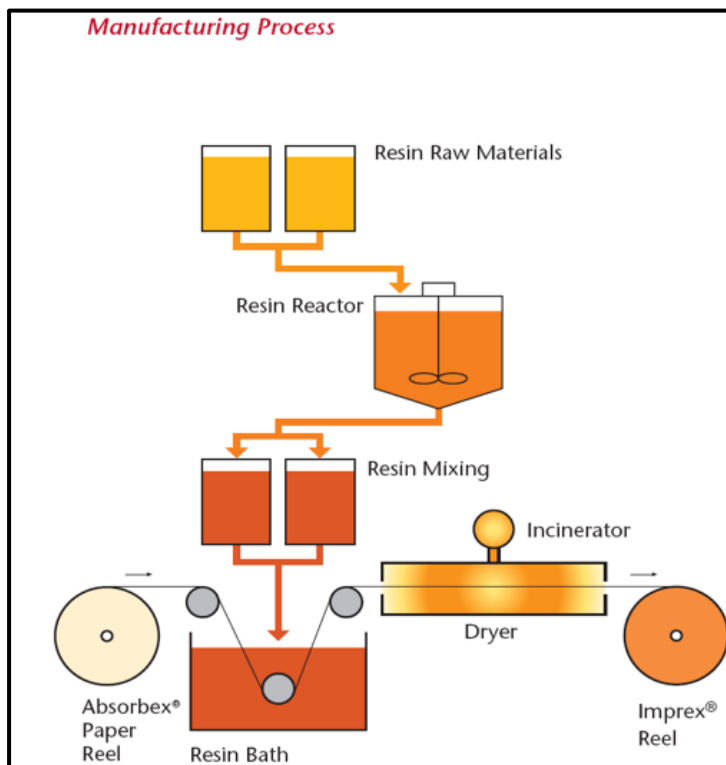 Manufacturing Process
Resin Raw Materials
Resin Reactor
Resin Mixing
Incinerator
Dryer
Absorbex®
Paper
Reel
Resin Bath
Imprex®
Reel